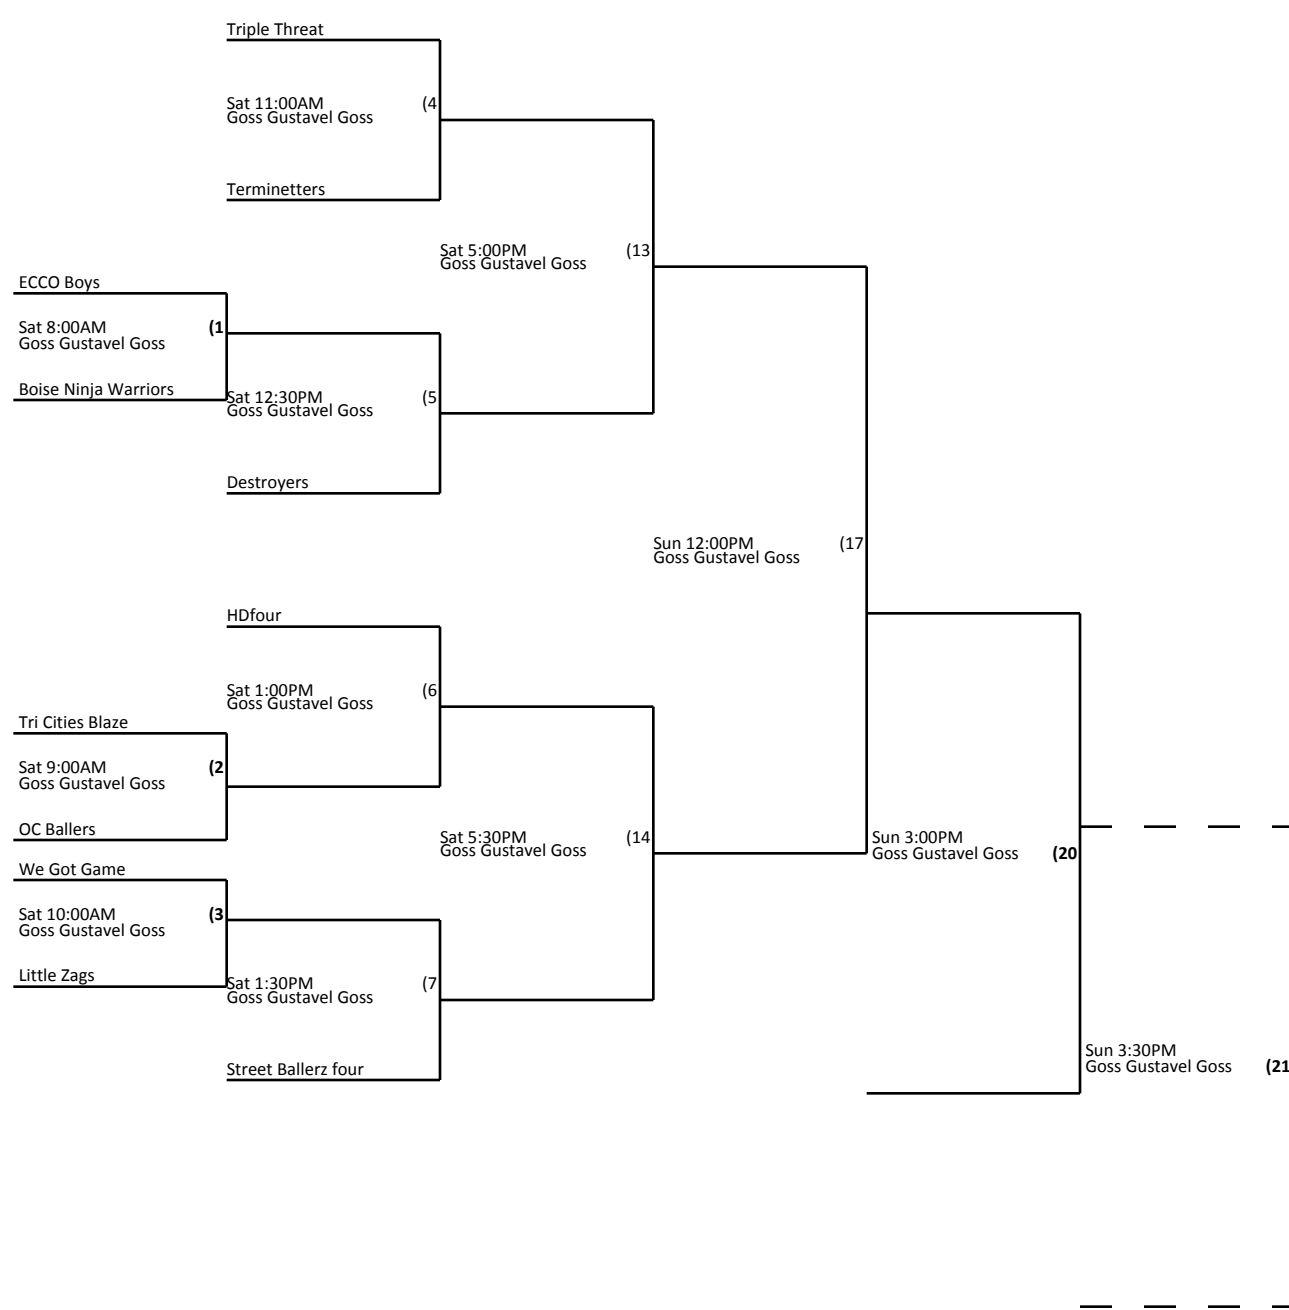 Triple Threat
Sat 11:00AM (4
Goss Gustavel Goss
Terminetters
Sat 5:00PM (13
Goss Gustavel Goss
ECCO Boys
Sat 8:00AM (1
Goss Gustavel Goss
Boise Ninja Warriors
Sat 12:30PM (5
Goss Gustavel Goss
Destroyers
Sun 12:00PM (17
Goss Gustavel Goss
HDfour
Sat 1:00PM (6
Goss Gustavel Goss
Tri Cities Blaze
Sat 9:00AM (2
Goss Gustavel Goss
OC Ballers
Sat 5:30PM (14
Goss Gustavel Goss
Sun 3:00PM
Goss Gustavel Goss (20
We Got Game
Sat 10:00AM (3
Goss Gustavel Goss
Little Zags
Sat 1:30PM (7
Goss Gustavel Goss
Street Ballerz four
Sun 3:30PM
Goss Gustavel Goss (21